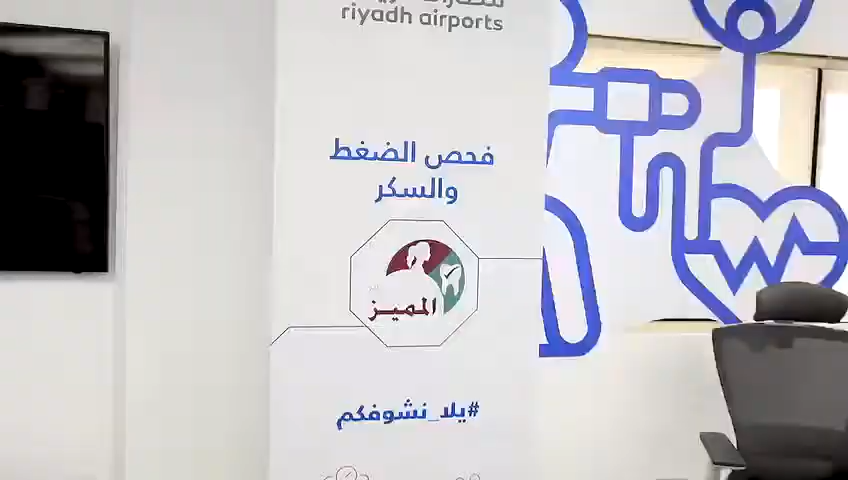 riyadh airports
فحص الضغط
والسكر
المميز
#يلا_نشوفكم